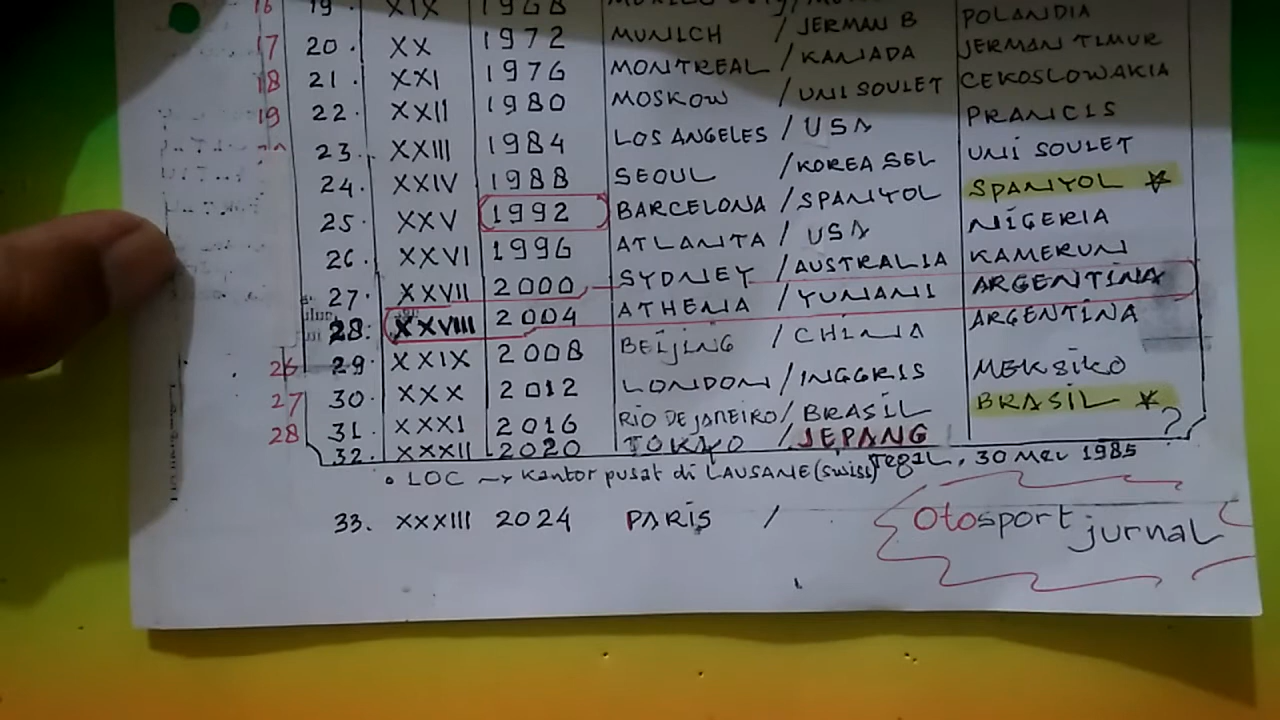 16 19 XIX 1968 POLANDIA
17 20. XX 1972 MUNICH / JERMAN B JERMAN TIMUR
18 21. XXI 1976 MONTREAL / KANADA CEKOSLOWAKIA
19 22. XXII 1980 MOSKOW / UNI SOULET PRANCIS
23. XXIII 1984 LOS ANGELES / USA UNI SOULET
24. XXIV 1988 SEOUL / KOREA SEL SPANYOL
25. XXV 1992 BARCELONA / SPANYOL NIGERIA
26. XXVI 1996 ATLANTA / USA KAMERUN
27. XXVII 2000 SYDNEY / AUSTRALIA ARGENTINA
28. XXVIII 2004 ATHENA / YUNANI ARGENTINA
26 29. XXIX 2008 BEIJING / CHINA MEKSIKO
27 30. XXX 2012 LONDON / INGGRIS BRASIL
28 31. XXXI 2016 RIO DE JANEIRO / BRASIL ?
32. XXXII 2020 TOKYO / JEPANG
• LOC → Kantor pusat di LAUSANE (swiss) Tegal, 30 Mei 1985
33. XXXIII 2024 PARIS /
Otosport jurnal